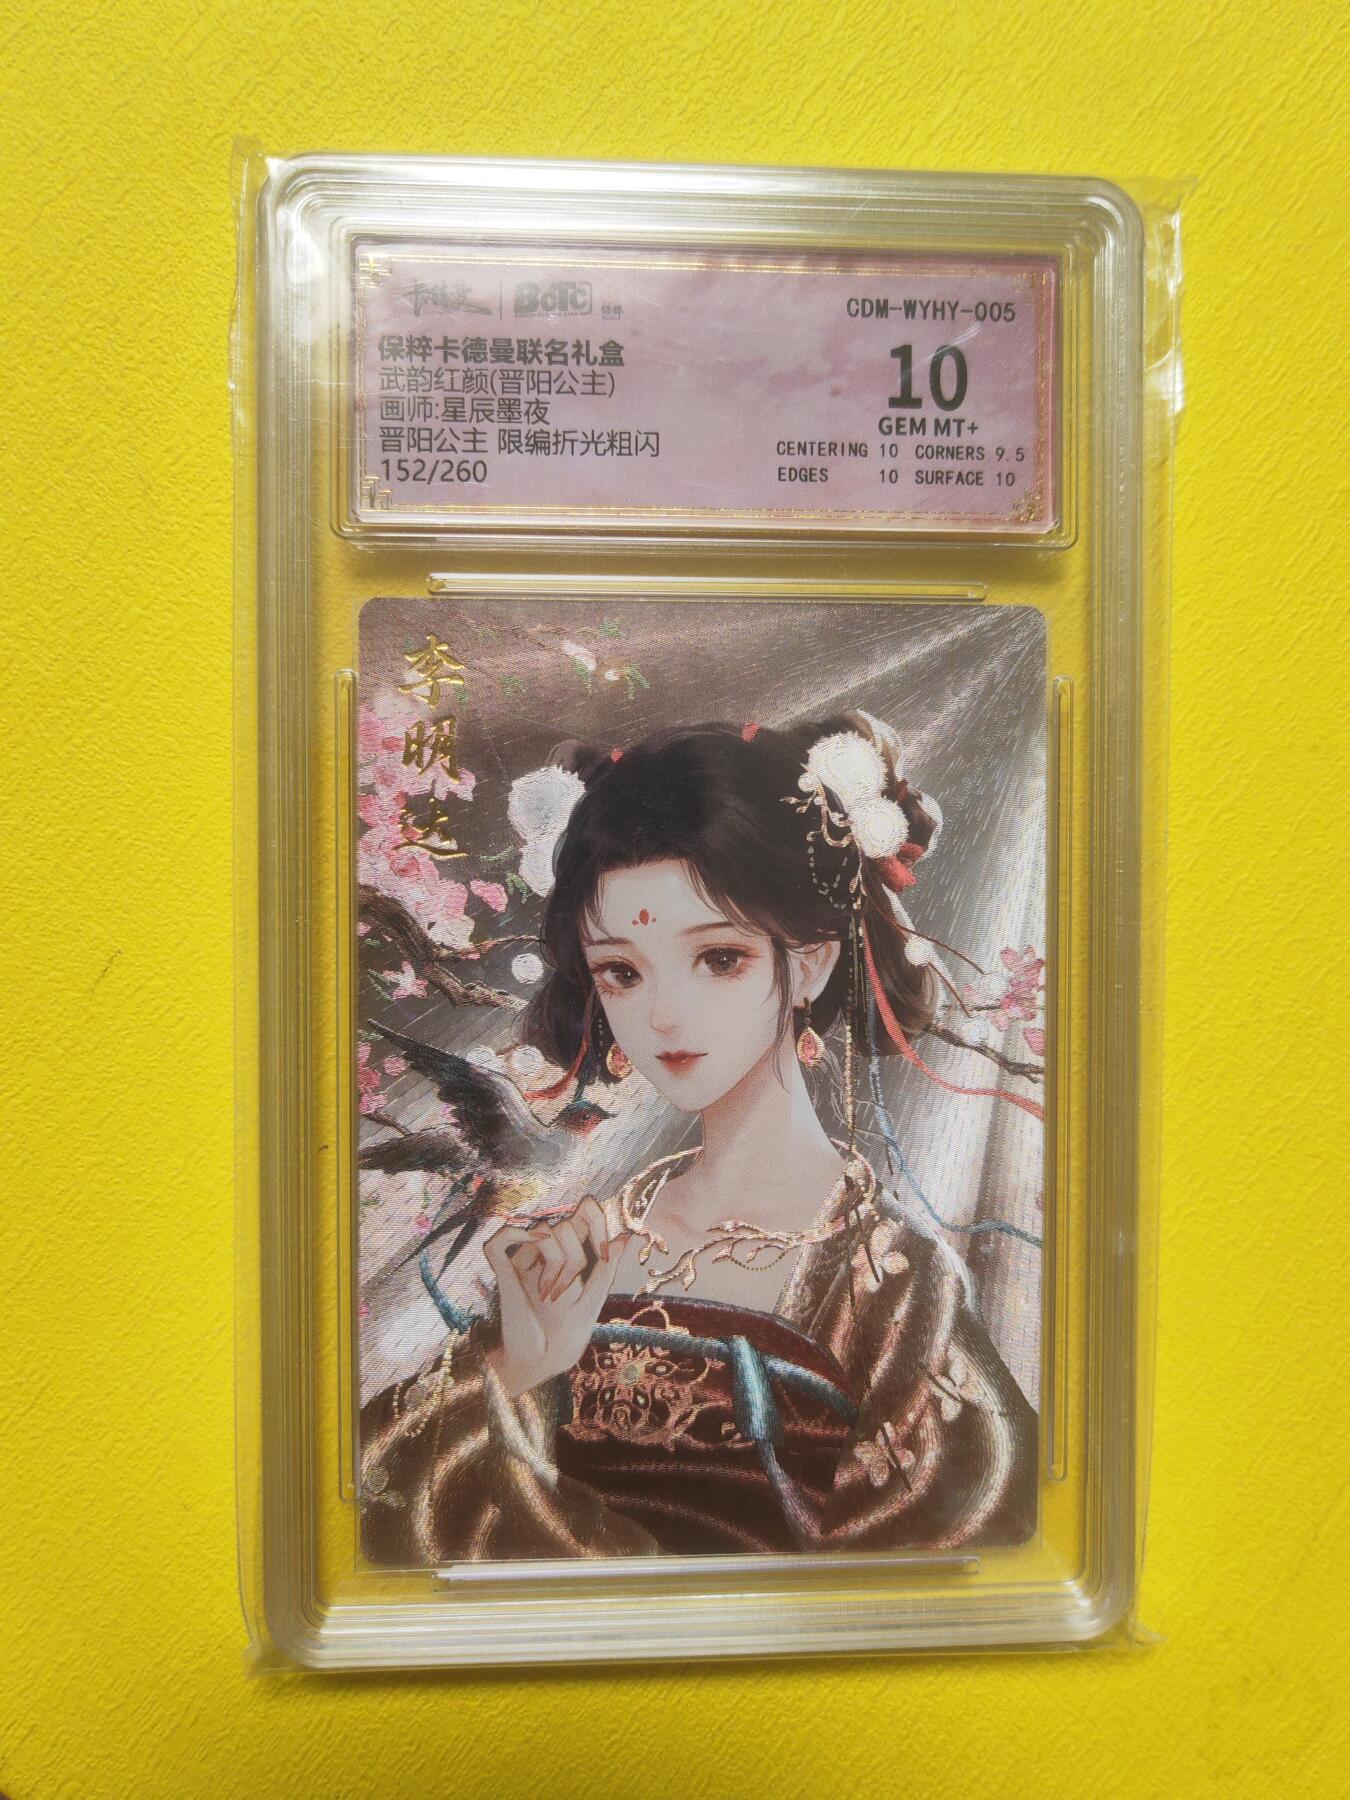 卡德曼 BCTC 保粹
CDM-WYHY-005
保粹卡德曼联名礼盒
武韵红颜(晋阳公主)
画师:星辰墨夜
晋阳公主 限编折光粗闪
152/260
10
GEM MT+
CENTERING 10 CORNERS 9.5
EDGES 10 SURFACE 10
李明达